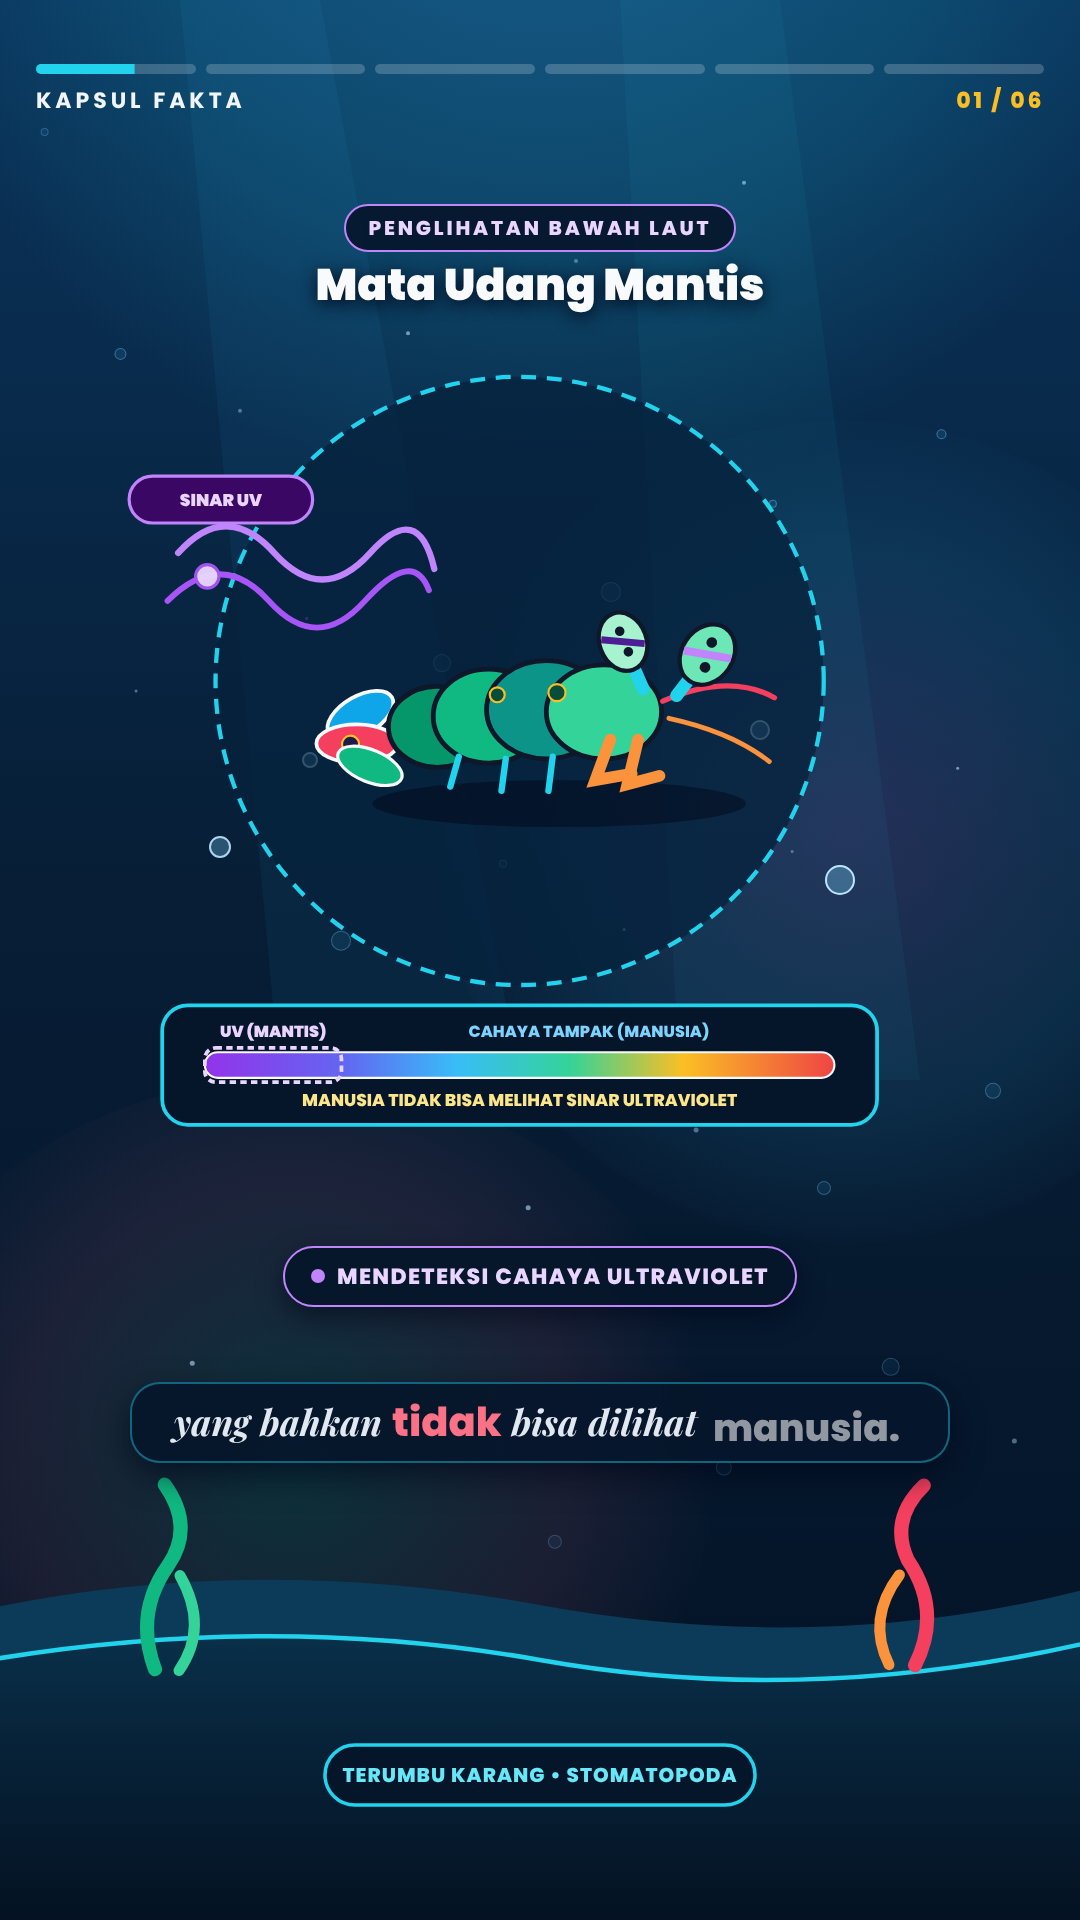 KAPSUL FAKTA
01 / 06
PENGLIHATAN BAWAH LAUT
Mata Udang Mantis
SINAR UV
UV (MANTIS)
CAHAYA TAMPAK (MANUSIA)
MANUSIA TIDAK BISA MELIHAT SINAR ULTRAVIOLET
MENDETEKSI CAHAYA ULTRAVIOLET
yang bahkan tidak bisa dilihat manusia.
TERUMBU KARANG • STOMATOPODA